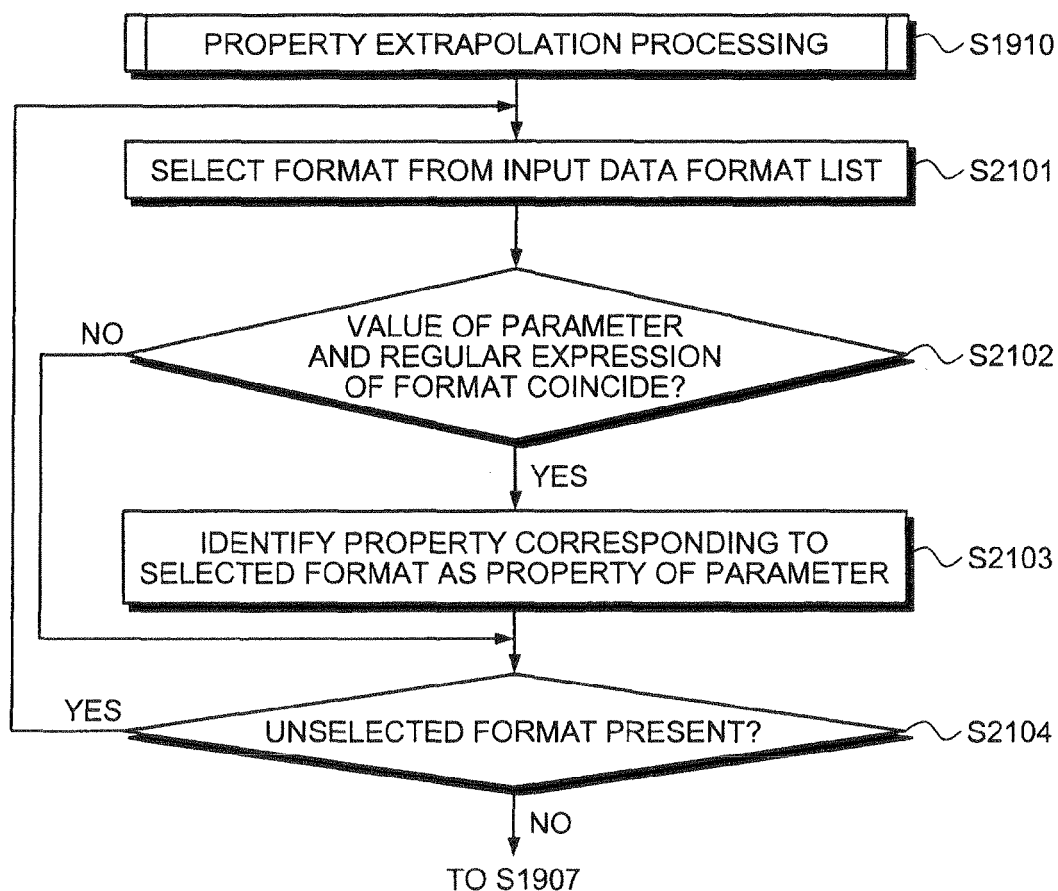 PROPERTY EXTRAPOLATION PROCESSING
S1910
SELECT FORMAT FROM INPUT DATA FORMAT LIST
S2101
NO
VALUE OF PARAMETER
AND REGULAR EXPRESSION
OF FORMAT COINCIDE?
S2102
YES
IDENTIFY PROPERTY CORRESPONDING TO
SELECTED FORMAT AS PROPERTY OF PARAMETER
S2103
YES
UNSELECTED FORMAT PRESENT?
S2104
NO
TO S1907